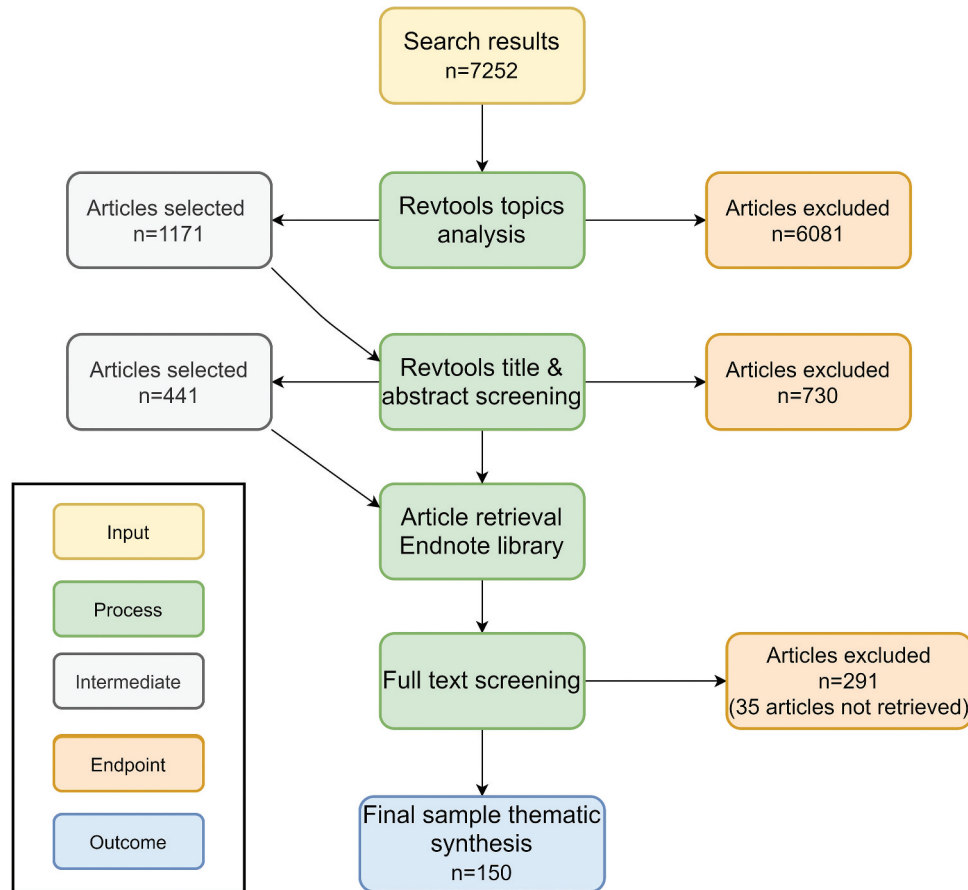 Search results
n=7252
Articles selected
n=1171
Revtools topics
analysis
Articles excluded
n=6081
Articles selected
n=441
Revtools title &
abstract screening
Articles excluded
n=730
Article retrieval
Endnote library
Input
Process
Intermediate
Endpoint
Outcome
Full text screening
Articles excluded
n=291
(35 articles not retrieved)
Final sample thematic
synthesis
n=150